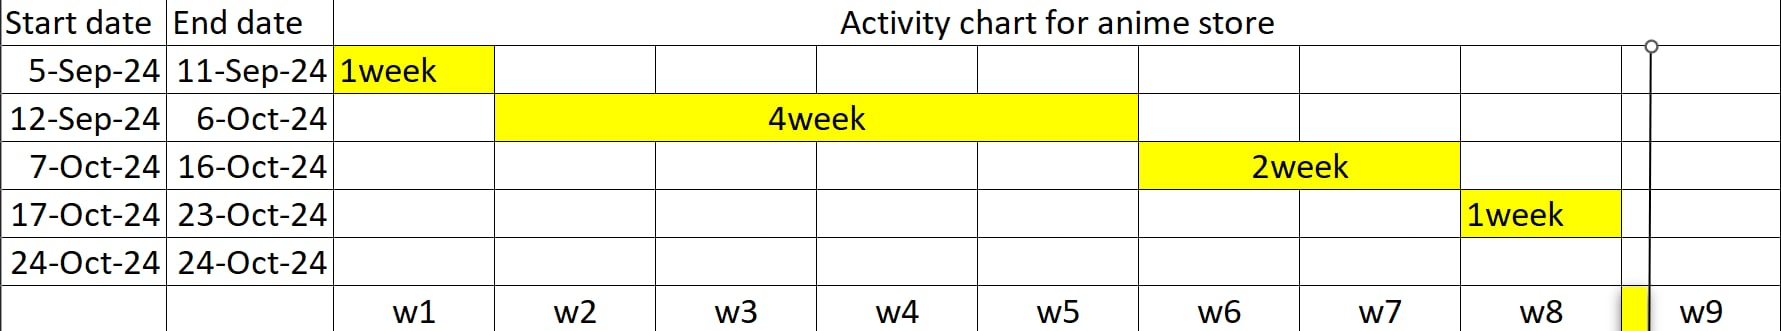 Start date End date Activity chart for anime store
5-Sep-24 11-Sep-24 1week
12-Sep-24 6-Oct-24 4week
7-Oct-24 16-Oct-24 2week
17-Oct-24 23-Oct-24 1week
24-Oct-24 24-Oct-24
w1 w2 w3 w4 w5 w6 w7 w8 w9